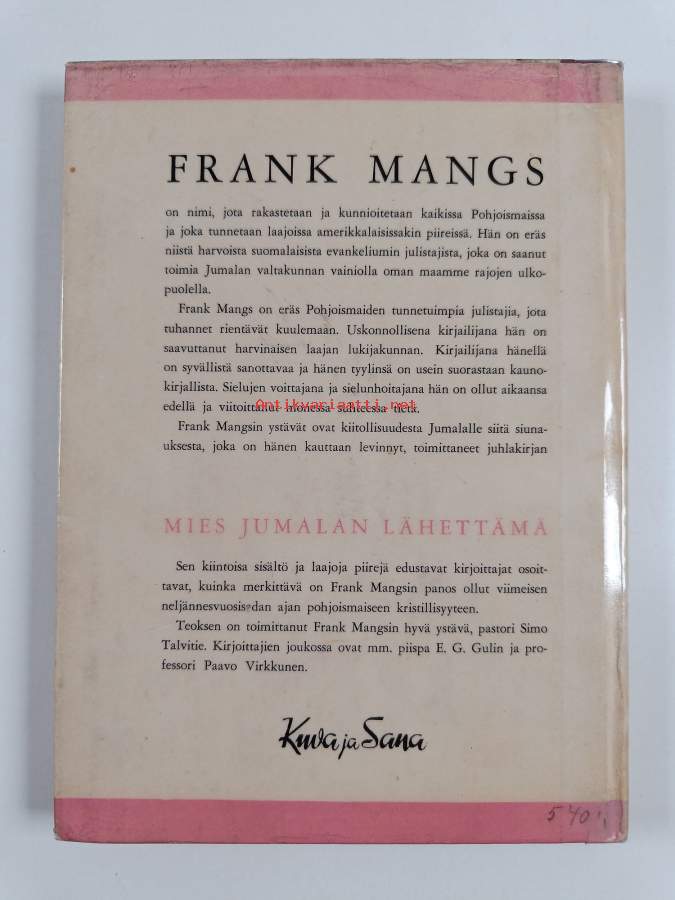 FRANK MANGS
on nimi, jota rakastetaan ja kunnioitetaan kaikissa Pohjoismaissa
ja joka tunnetaan laajoissa amerikkalaisissakin piireissä. Hän on eräs
niistä harvoista suomalaisista evankeliumin julistajista, joka on saanut
toimia Jumalan valtakunnan vainiolla oman maamme rajojen ulko-
puolella.
Frank Mangs on eräs Pohjoismaiden tunnetuimpia julistajia, jota
tuhannet rientävät kuulemaan. Uskonnollisena kirjailijana hän on
saavuttanut harvinaisen laajan lukijakunnan. Kirjailijana hänellä
on syvällistä sanottavaa ja hänen tyylinsä on usein suorastaan kauno-
kirjallista. Sielujen voittajana ja sielunhoitajana hän on ollut aikaansa
edellä ja viitoittanut monessa suhteessa tietä.
Antikvariaatti.net
Frank Mangsin ystävät ovat kiitollisuudesta Jumalalle siitä siuna-
uksesta, joka on hänen kauttaan levinnyt, toimittaneet juhlakirjan
MIES JUMALAN LÄHETTÄMÄ
Sen kiintoisa sisältö ja laajoja piirejä edustavat kirjoittajat osoit-
tavat, kuinka merkittävä on Frank Mangsin panos ollut viimeisen
neljännesvuosisadan ajan pohjoismaiseen kristillisyyteen.
Teoksen on toimittanut Frank Mangsin hyvä ystävä, pastori Simo
Talvitie. Kirjoittajien joukossa ovat mm. piispa E. G. Gulin ja pro-
fessori Paavo Virkkunen.
Kuva ja Sana
540